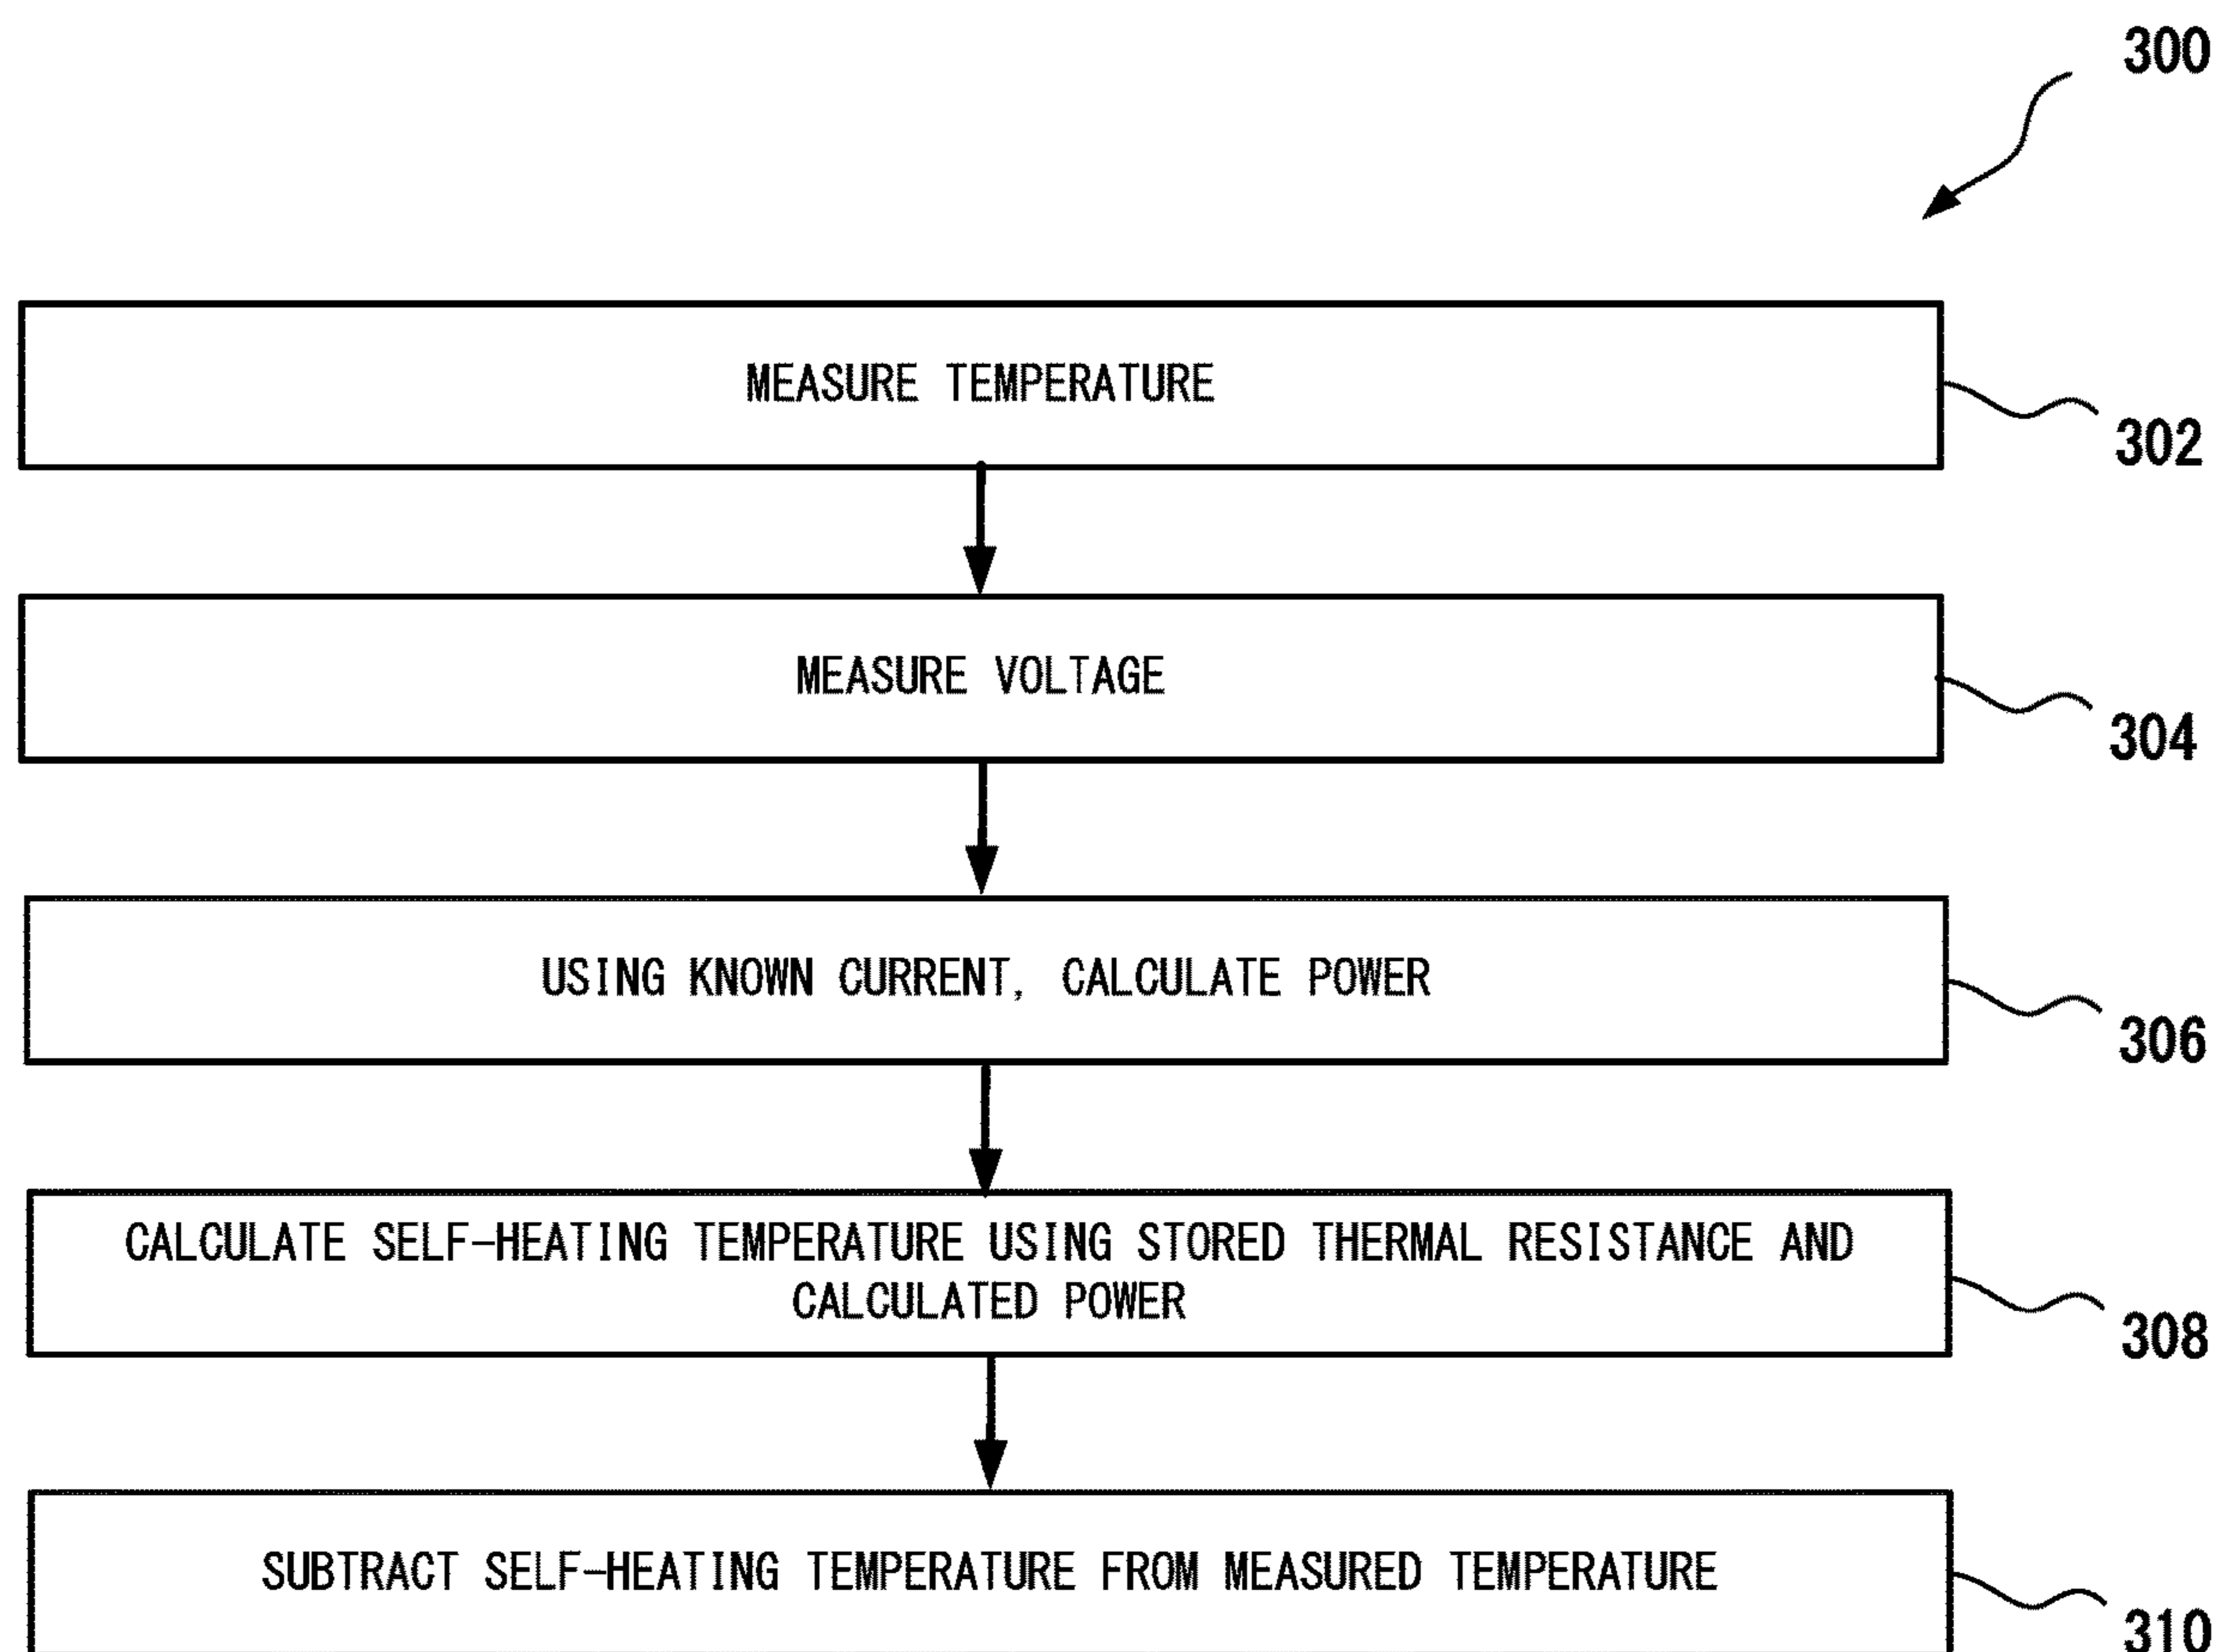 300
MEASURE TEMPERATURE
302
MEASURE VOLTAGE
304
USING KNOWN CURRENT, CALCULATE POWER
306
CALCULATE SELF-HEATING TEMPERATURE USING STORED THERMAL RESISTANCE AND
CALCULATED POWER
308
SUBTRACT SELF-HEATING TEMPERATURE FROM MEASURED TEMPERATURE
310